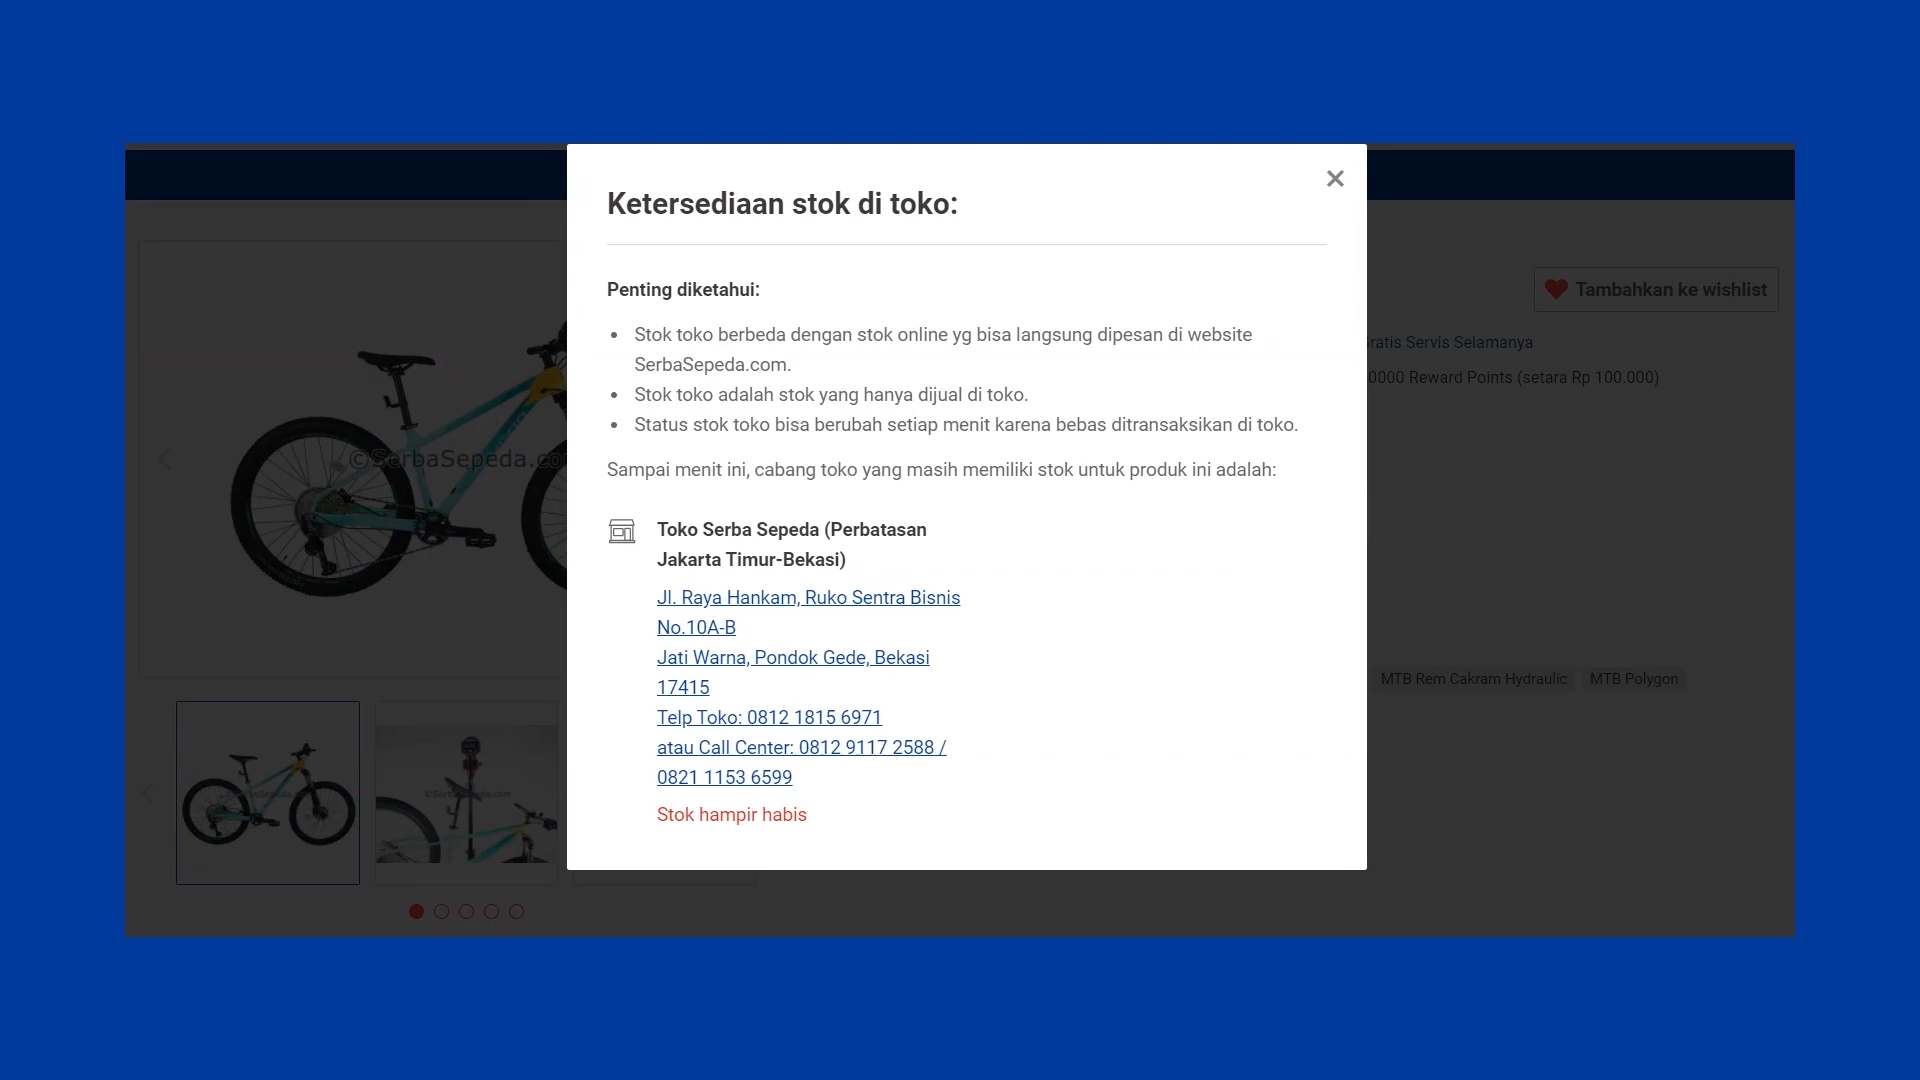 Ketersediaan stok di toko:
Penting diketahui:
Stok toko berbeda dengan stok online yg bisa langsung dipesan di website
SerbaSepeda.com.
Stok toko adalah stok yang hanya dijual di toko.
Status stok toko bisa berubah setiap menit karena bebas ditransaksikan di toko.
Sampai menit ini, cabang toko yang masih memiliki stok untuk produk ini adalah:
Toko Serba Sepeda (Perbatasan
Jakarta Timur-Bekasi)
Jl. Raya Hankam, Ruko Sentra Bisnis
No.10A-B
Jati Warna, Pondok Gede, Bekasi
17415
Telp Toko: 0812 1815 6971
atau Call Center: 0812 9117 2588 /
0821 1153 6599
Stok hampir habis
Tambahkan ke wishlist
Servis Selamanya
Reward Points (setara Rp 100.000)
MTB Rem Cakram Hydraulic
MTB Polygon
©SerbaSepeda.co
©SerbaSepeda.com